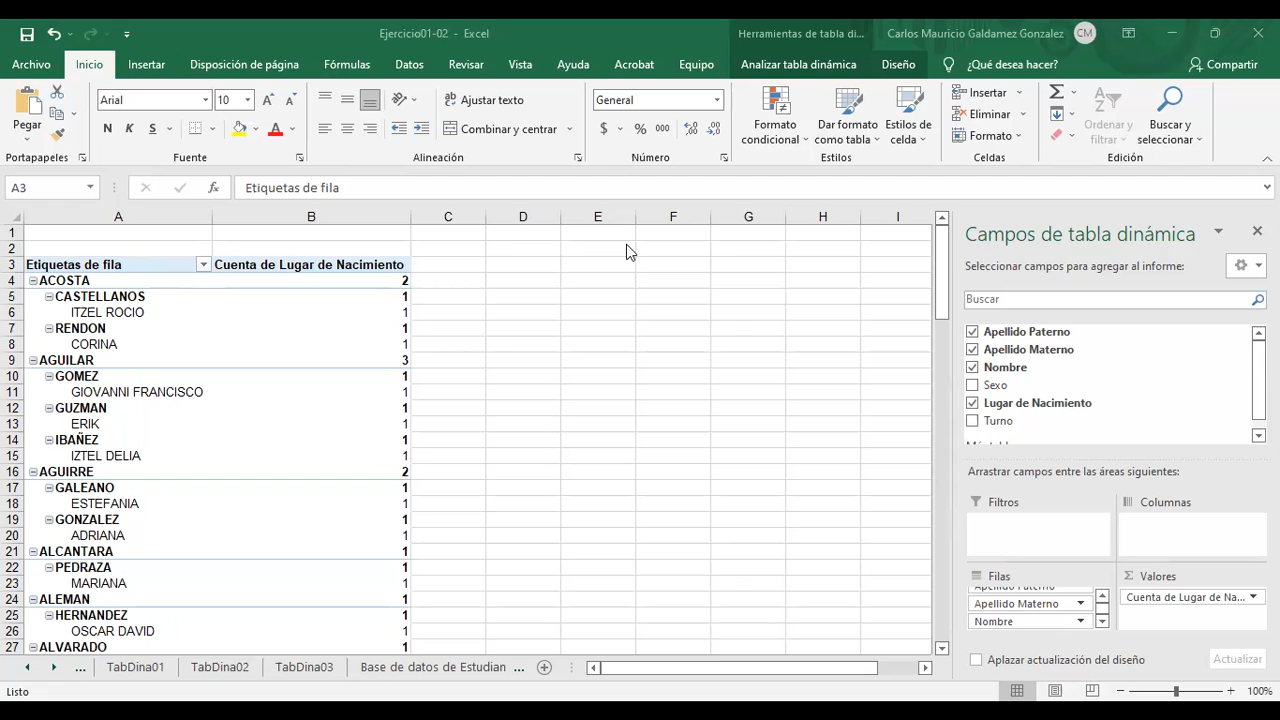 Ejercicio01-02 - Excel
Herramientas de tabla di...
Carlos Mauricio Galdamez Gonzalez CM
Archivo Inicio Insertar Disposición de página Fórmulas Datos Revisar Vista Ayuda Acrobat Equipo Analizar tabla dinámica Diseño ¿Qué desea hacer? Compartir
Pegar
Arial 10
N K S
Ajustar texto
Combinar y centrar
General
$ % 000
Formato condicional
Dar formato como tabla
Estilos de celda
Insertar
Eliminar
Formato
Ordenar y filtrar
Buscar y seleccionar
Portapapeles Fuente Alineación Número Estilos Celdas Edición
A3 fx Etiquetas de fila
A B C D E F G H I
1
2
3 Etiquetas de fila Cuenta de Lugar de Nacimiento
4 ACOSTA 2
5 CASTELLANOS 1
6 ITZEL ROCIO 1
7 RENDON 1
8 CORINA 1
9 AGUILAR 3
10 GOMEZ 1
11 GIOVANNI FRANCISCO 1
12 GUZMAN 1
13 ERIK 1
14 IBAÑEZ 1
15 IZTEL DELIA 1
16 AGUIRRE 2
17 GALEANO 1
18 ESTEFANIA 1
19 GONZALEZ 1
20 ADRIANA 1
21 ALCANTARA 1
22 PEDRAZA 1
23 MARIANA 1
24 ALEMAN 1
25 HERNANDEZ 1
26 OSCAR DAVID 1
27 ALVARADO 1
... TabDina01 TabDina02 TabDina03 Base de datos de Estudian ...
Listo
100%
Campos de tabla dinámica
Seleccionar campos para agregar al informe:
Buscar
Apellido Paterno
Apellido Materno
Nombre
Sexo
Lugar de Nacimiento
Turno
Arrastrar campos entre las áreas siguientes:
Filtros
Columnas
Filas
Apellido Paterno
Apellido Materno
Nombre
Valores
Cuenta de Lugar de Na...
Aplazar actualización del diseño
Actualizar